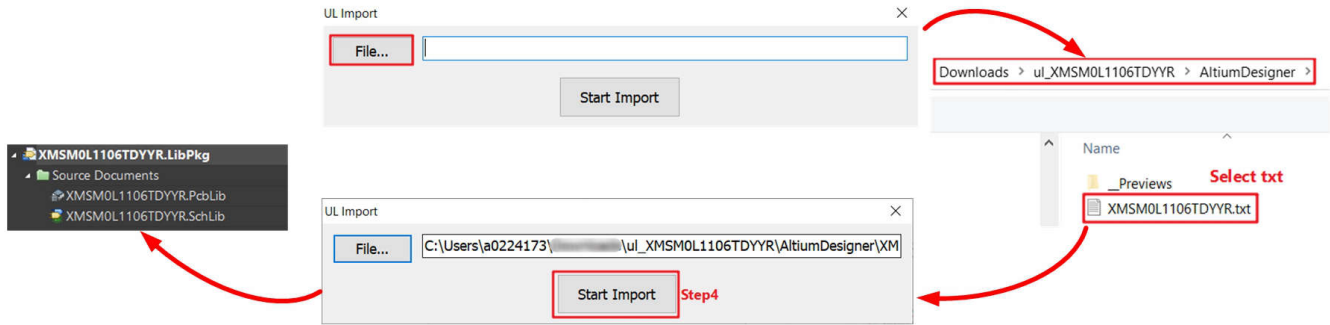 UL Import
File...
Start Import
Downloads > ul_XMSM0L1106TDYYR > AltiumDesigner >
Name
__Previews
Select txt
XMSM0L1106TDYYR.txt
XMSM0L1106TDYYR.LibPkg
Source Documents
XMSM0L1106TDYYR.PcbLib
XMSM0L1106TDYYR.SchLib
UL Import
File...
C:\Users\a0224173\ \ul_XMSM0L1106TDYYR\AltiumDesigner\XM
Start Import
Step4